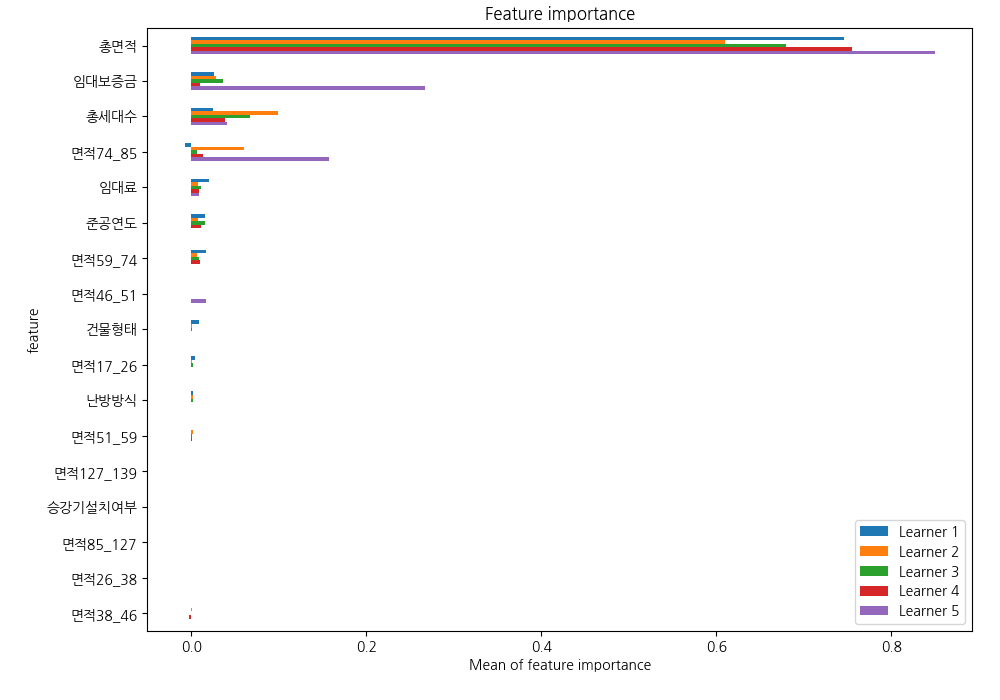 Feature importance
총면적
임대보증금
총세대수
면적74_85
임대료
준공연도
면적59_74
면적46_51
건물형태
면적17_26
난방방식
면적51_59
면적127_139
승강기설치여부
면적85_127
면적26_38
면적38_46
feature
Learner 1
Learner 2
Learner 3
Learner 4
Learner 5
0.0 0.2 0.4 0.6 0.8
Mean of feature importance